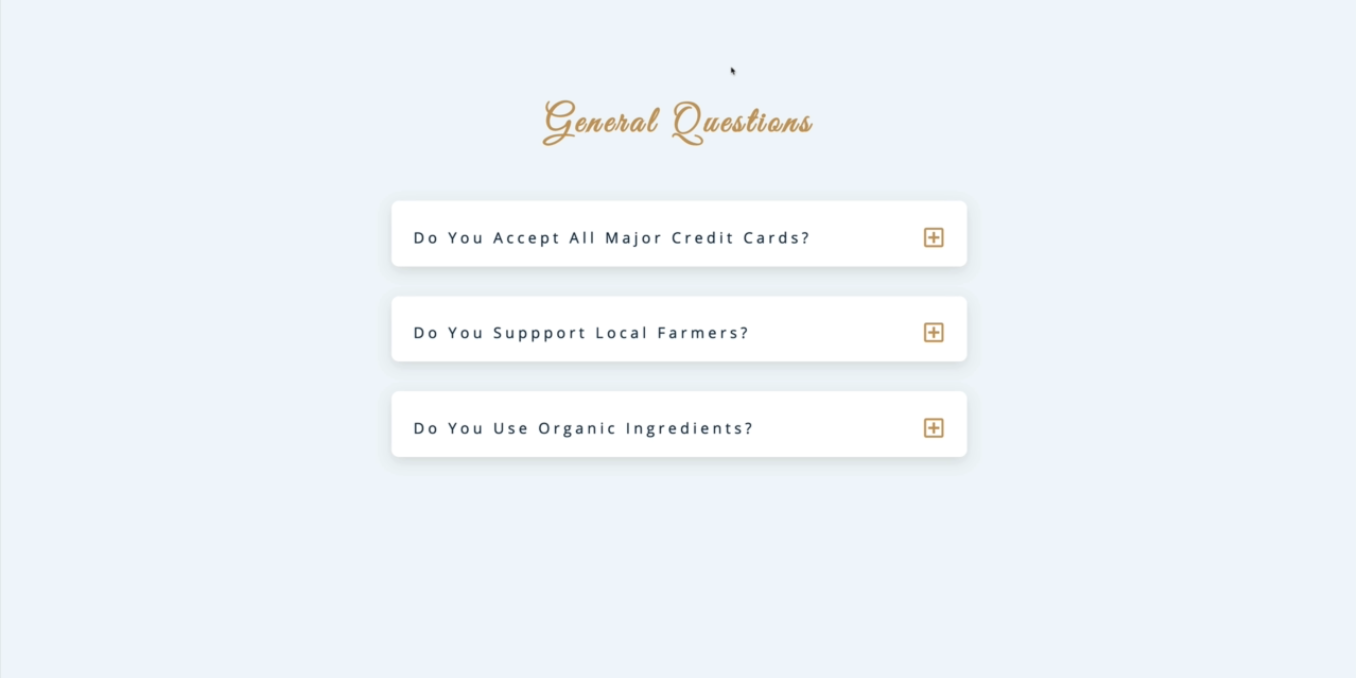 General Questions
Do You Accept All Major Credit Cards?
Do You Suppport Local Farmers?
Do You Use Organic Ingredients?